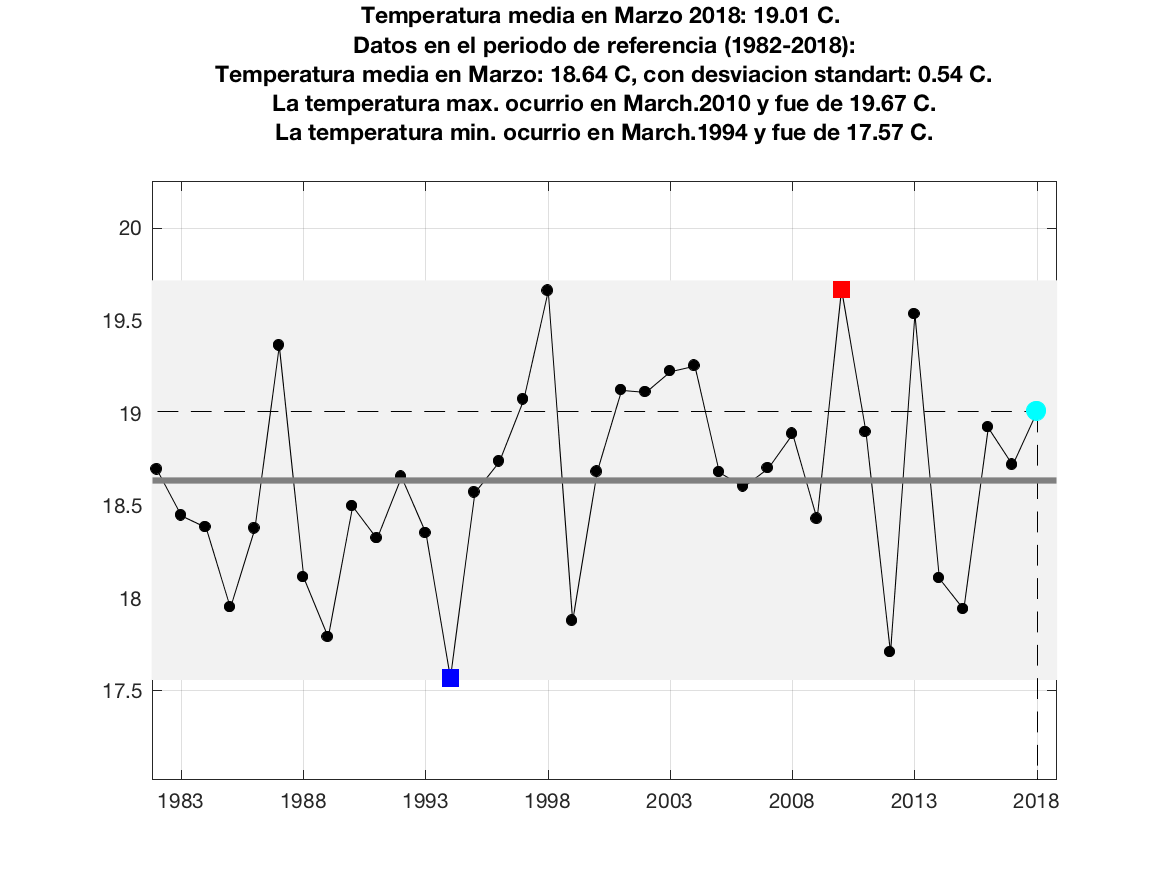 Temperatura media en Marzo 2018: 19.01 C.
Datos en el periodo de referencia (1982-2018):
Temperatura media en Marzo: 18.64 C, con desviacion standart: 0.54 C.
La temperatura max. ocurrio en March.2010 y fue de 19.67 C.
La temperatura min. ocurrio en March.1994 y fue de 17.57 C.
20
19.5
19
18.5
18
17.5
1983 1988 1993 1998 2003 2008 2013 2018